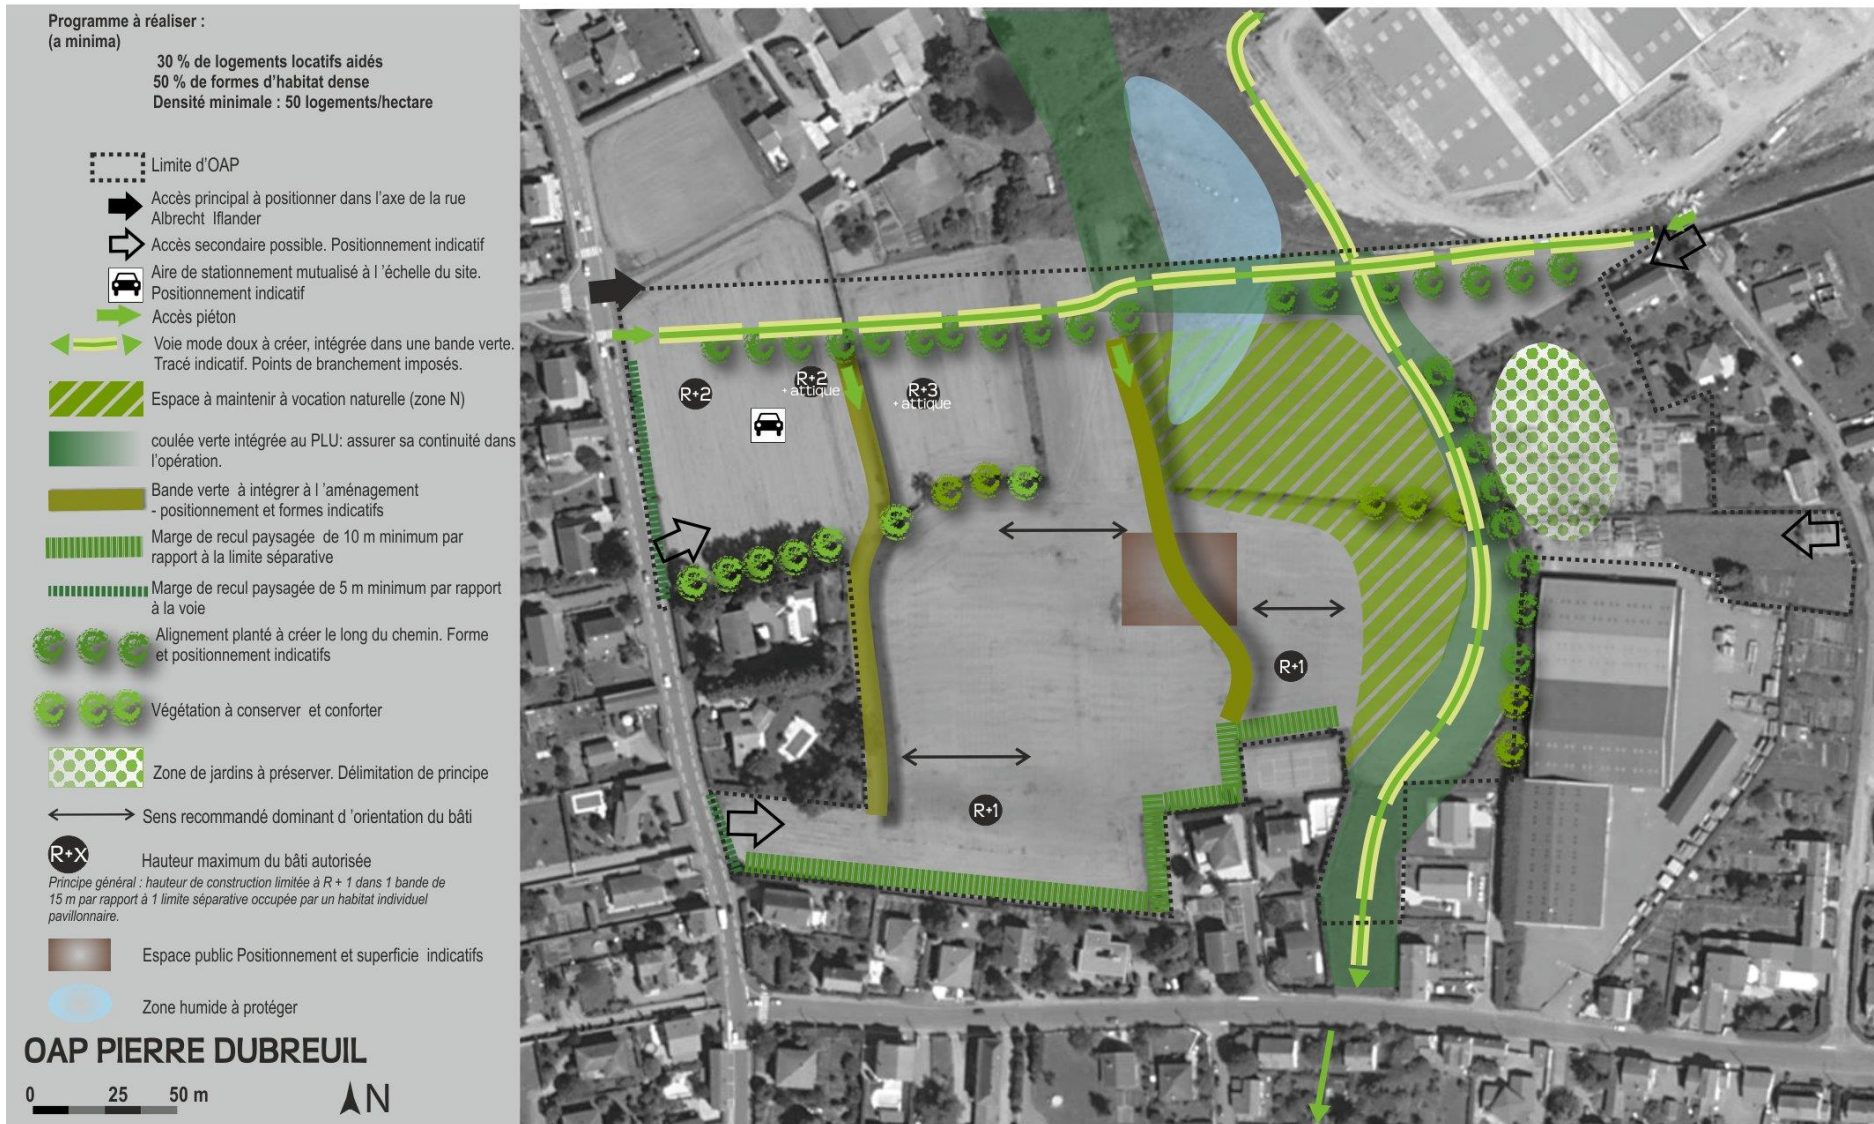 Programme à réaliser :
(a minima)
30 % de logements locatifs aidés
50 % de formes d'habitat dense
Densité minimale : 50 logements/hectare
Limite d'OAP
Accès principal à positionner dans l'axe de la rue
Albrecht Iflander
Accès secondaire possible. Positionnement indicatif
Aire de stationnement mutualisé à l 'échelle du site.
Positionnement indicatif
Accès piéton
Voie mode doux à créer, intégrée dans une bande verte.
Tracé indicatif. Points de branchement imposés.
Espace à maintenir à vocation naturelle (zone N)
coulée verte intégrée au PLU: assurer sa continuité dans
l'opération.
Bande verte à intégrer à l 'aménagement
- positionnement et formes indicatifs
Marge de recul paysagée de 10 m minimum par
rapport à la limite séparative
Marge de recul paysagée de 5 m minimum par rapport
à la voie
Alignement planté à créer le long du chemin. Forme
et positionnement indicatifs
Végétation à conserver et conforter
Zone de jardins à préserver. Délimitation de principe
Sens recommandé dominant d 'orientation du bâti
R+X
Hauteur maximum du bâti autorisée
Principe général : hauteur de construction limitée à R + 1 dans 1 bande de
15 m par rapport à 1 limite séparative occupée par un habitat individuel
pavillonnaire.
Espace public Positionnement et superficie indicatifs
Zone humide à protéger
OAP PIERRE DUBREUIL
0 25 50 m
N
R+2
R+2
+ attique
R+3
+ attique
R+1
R+1